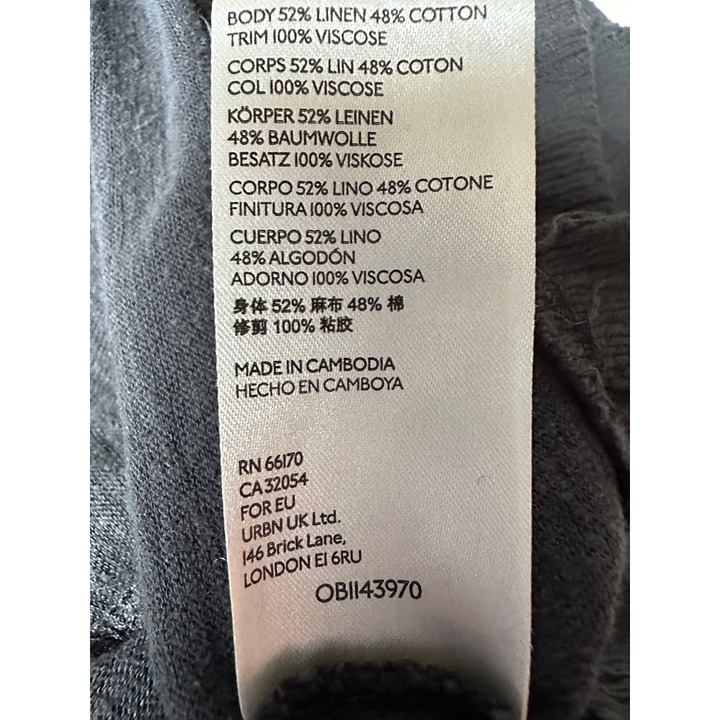 BODY 52% LINEN 48% COTTON
TRIM 100% VISCOSE
CORPS 52% LIN 48% COTON
COL 100% VISCOSE
KÖRPER 52% LEINEN
48% BAUMWOLLE
BESATZ 100% VISKOSE
CORPO 52% LINO 48% COTONE
FINITURA 100% VISCOSA
CUERPO 52% LINO
48% ALGODÓN
ADORNO 100% VISCOSA
身体 52% 麻布 48% 棉
修剪 100% 粘胶
MADE IN CAMBODIA
HECHO EN CAMBOYA
RN 66170
CA 32054
FOR EU
URBN UK Ltd.
146 Brick Lane,
LONDON E1 6RU
OB1143970